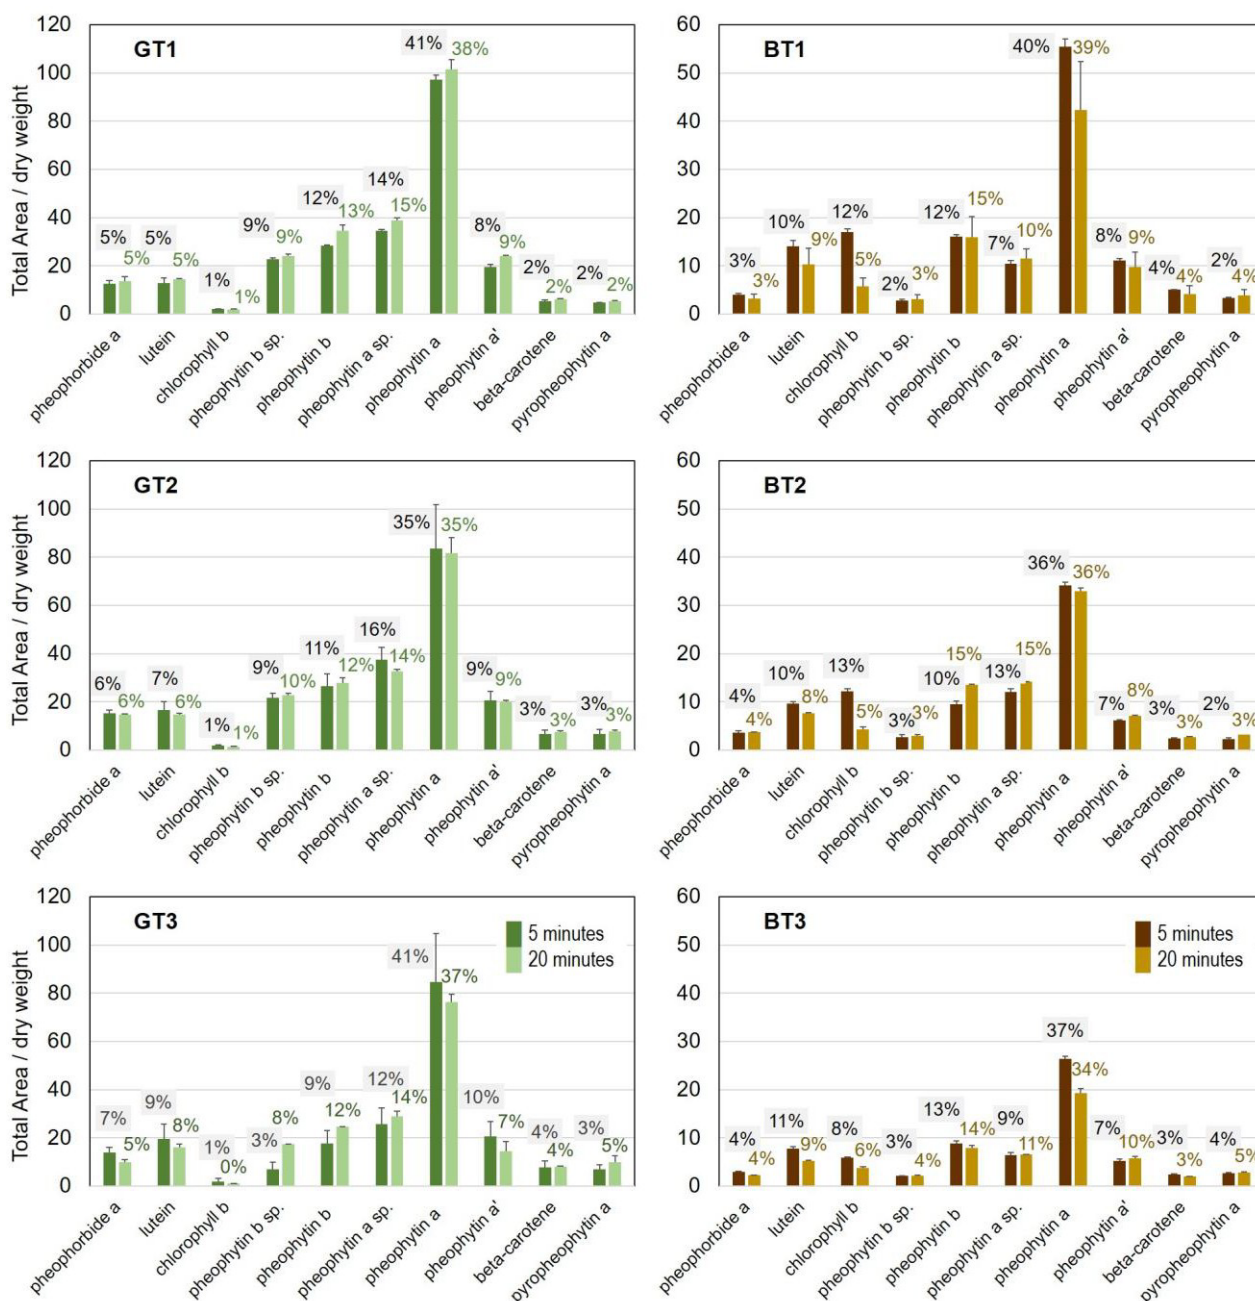 GT1
Total Area / dry weight
120
100
80
60
40
20
0
5% 5% 1% 9% 12% 14% 41% 8% 2% 2%
5% 5% 1% 9% 13% 15% 38% 9% 2% 2%
pheophorbide a
lutein
chlorophyll b
pheophytin b sp.
pheophytin b
pheophytin a sp.
pheophytin a
pheophytin a'
beta-carotene
pyropheophytin a
BT1
60
50
40
30
20
10
0
3% 10% 12% 2% 12% 7% 40% 8% 4% 2%
3% 9% 5% 3% 15% 10% 39% 9% 4% 4%
pheophorbide a
lutein
chlorophyll b
pheophytin b sp.
pheophytin b
pheophytin a sp.
pheophytin a
pheophytin a'
beta-carotene
pyropheophytin a
GT2
Total Area / dry weight
120
100
80
60
40
20
0
6% 7% 1% 9% 11% 16% 35% 9% 3% 3%
6% 6% 1% 10% 12% 14% 35% 9% 3% 3%
pheophorbide a
lutein
chlorophyll b
pheophytin b sp.
pheophytin b
pheophytin a sp.
pheophytin a
pheophytin a'
beta-carotene
pyropheophytin a
BT2
60
50
40
30
20
10
0
4% 10% 13% 3% 10% 13% 36% 7% 3% 2%
4% 8% 5% 3% 15% 15% 36% 8% 3% 3%
pheophorbide a
lutein
chlorophyll b
pheophytin b sp.
pheophytin b
pheophytin a sp.
pheophytin a
pheophytin a'
beta-carotene
pyropheophytin a
GT3
5 minutes
20 minutes
Total Area / dry weight
120
100
80
60
40
20
0
7% 9% 1% 3% 9% 12% 41% 10% 4% 3%
5% 8% 0% 8% 12% 14% 37% 7% 4% 5%
pheophorbide a
lutein
chlorophyll b
pheophytin b sp.
pheophytin b
pheophytin a sp.
pheophytin a
pheophytin a'
beta-carotene
pyropheophytin a
BT3
5 minutes
20 minutes
60
50
40
30
20
10
0
4% 11% 8% 3% 13% 9% 37% 7% 3% 4%
4% 9% 6% 4% 14% 11% 34% 10% 3% 5%
pheophorbide a
lutein
chlorophyll b
pheophytin b sp.
pheophytin b
pheophytin a sp.
pheophytin a
pheophytin a'
beta-carotene
pyropheophytin a